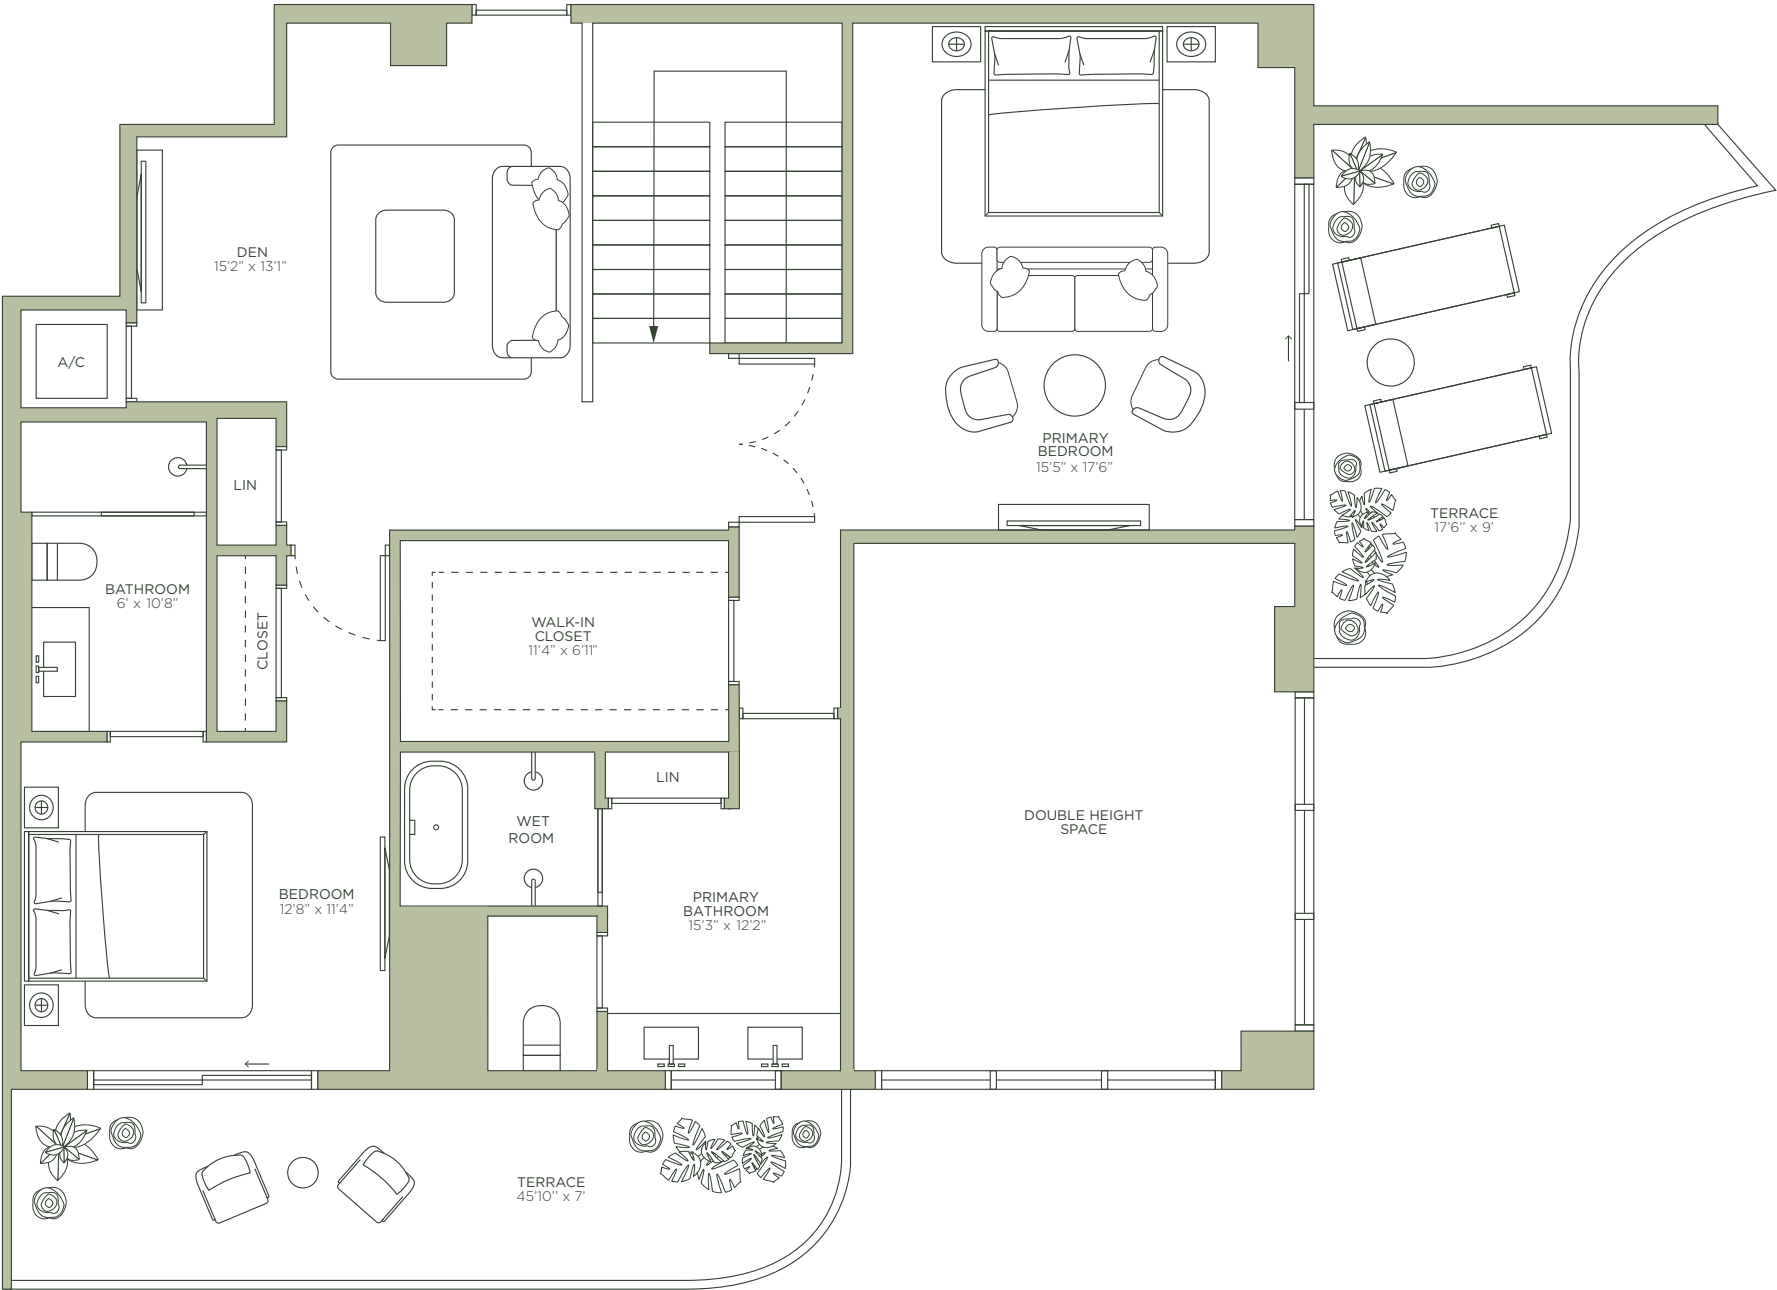 DEN
15'2" x 13'1"
A/C
LIN
PRIMARY
BEDROOM
15'5" x 17'6"
TERRACE
17'6'' x 9'
BATHROOM
6' x 10'8"
CLOSET
WALK-IN
CLOSET
11'4" x 6'11"
LIN
WET
ROOM
DOUBLE HEIGHT
SPACE
BEDROOM
12'8" x 11'4"
PRIMARY
BATHROOM
15'3" x 12'2"
TERRACE
45'10'' x 7'